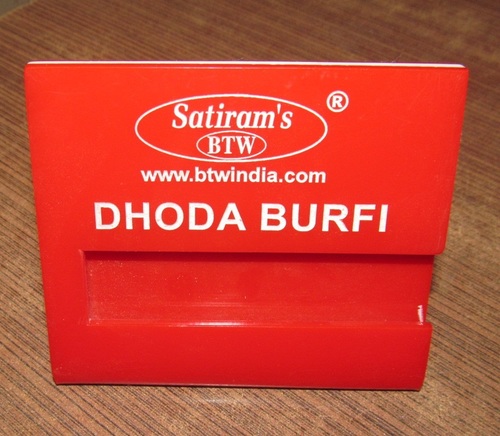 Satiram's ®
BTW
www.btwindia.com
DHODA BURFI